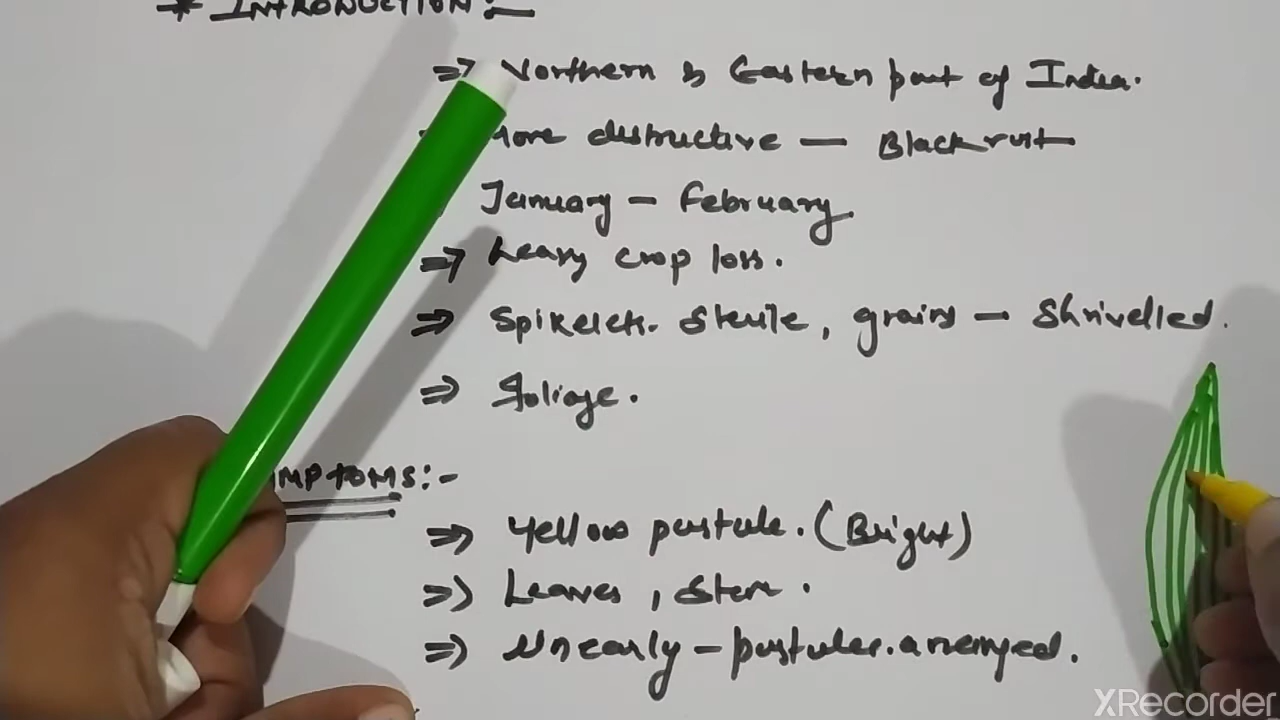 * INTRODUCTION :-
⇒ Northern & Eastern part of India.
More destructive — Black rust
January - February.
⇒ Heavy crop loss.
⇒ Spikelets. Sterile, grains — Shrivelled.
⇒ Foliage.
SYMPTOMS:-
⇒ Yellow pustule. (Bright)
⇒ Leaves, Stem.
⇒ - pustules. arranged.
XRecorder